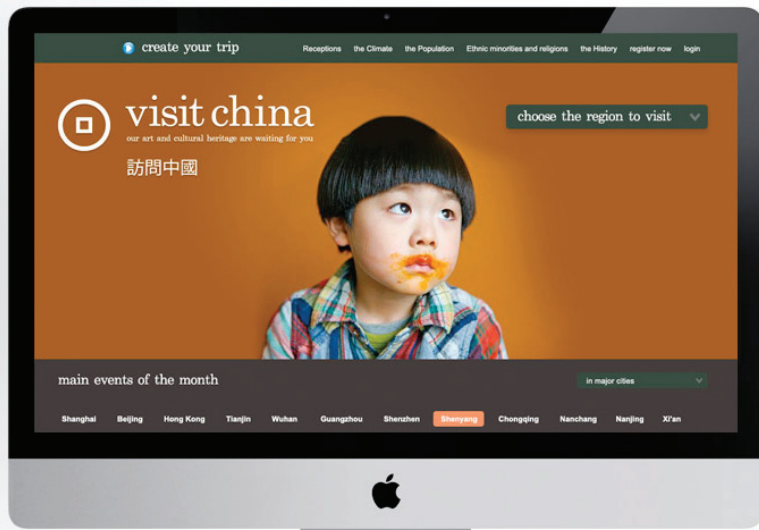 create your trip
Receptions the Climate the Population Ethnic minorities and religions the History register now login
visit china
our art and cultural heritage are waiting for you
訪問中國
choose the region to visit
main events of the month
in major cities
Shanghai Beijing Hong Kong Tianjin Wuhan Guangzhou Shenzhen Shenyang Chongqing Nanchang Nanjing Xi'an